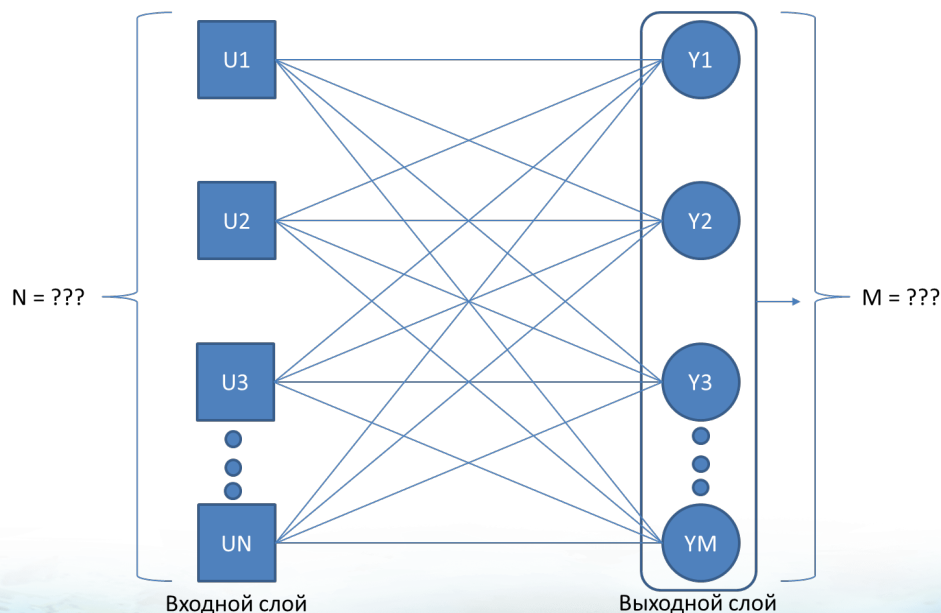 U1
Y1
U2
Y2
N = ???
M = ???
U3
Y3
UN
YM
Входной слой
Выходной слой